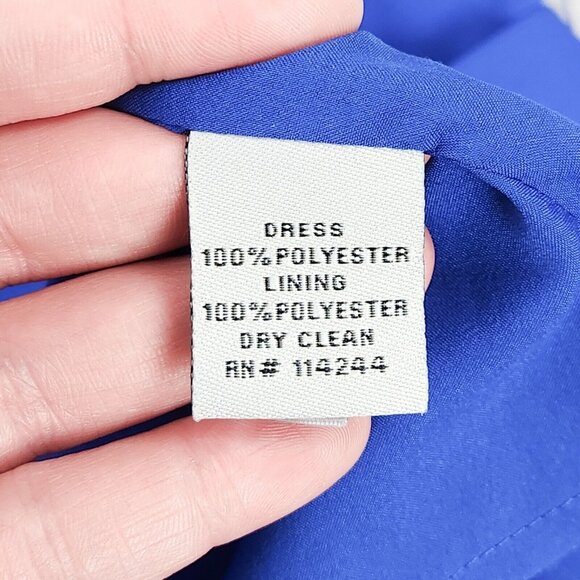 DRESS
100% POLYESTER
LINING
100% POLYESTER
DRY CLEAN
RN# 114244